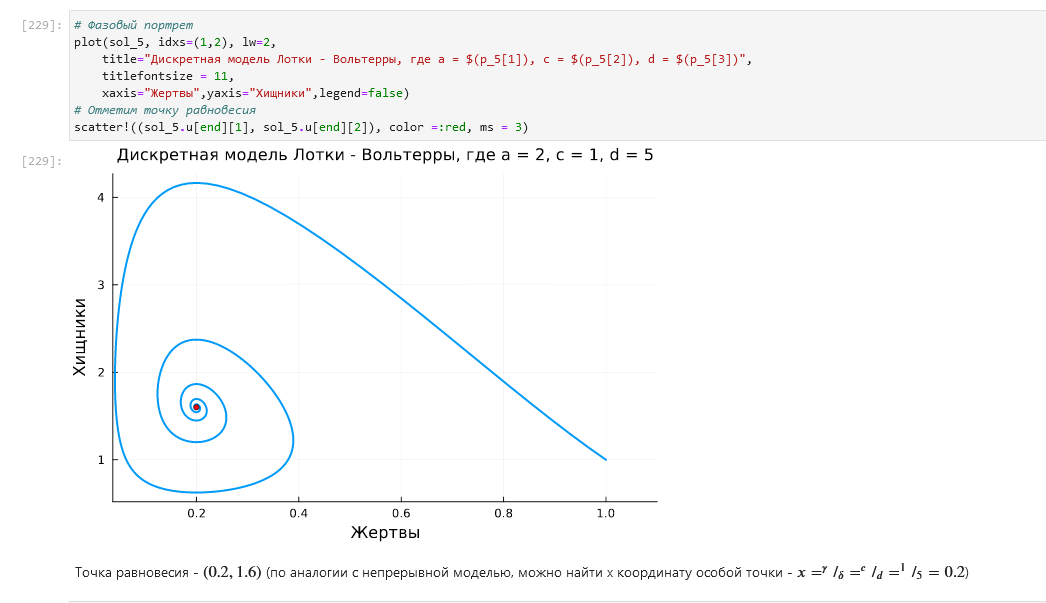 [229]:
# Фазовый портрет
plot(sol_5, idxs=(1,2), lw=2,
title="Дискретная модель Лотки - Вольтерры, где a = $(p_5[1]), c = $(p_5[2]), d = $(p_5[3])",
titlefontsize = 11,
xaxis="Жертвы",yaxis="Хищники",legend=false)
# Отметим точку равновесия
scatter!((sol_5.u[end][1], sol_5.u[end][2]), color =:red, ms = 3)
[229]:
Дискретная модель Лотки - Вольтерры, где a = 2, c = 1, d = 5
4
3
2
1
Хищники
0.2 0.4 0.6 0.8 1.0
Жертвы
Точка равновесия - (0.2, 1.6) (по аналогии с непрерывной моделью, можно найти x координату особой точки - x =γ /δ =c /d =1 /5 = 0.2)